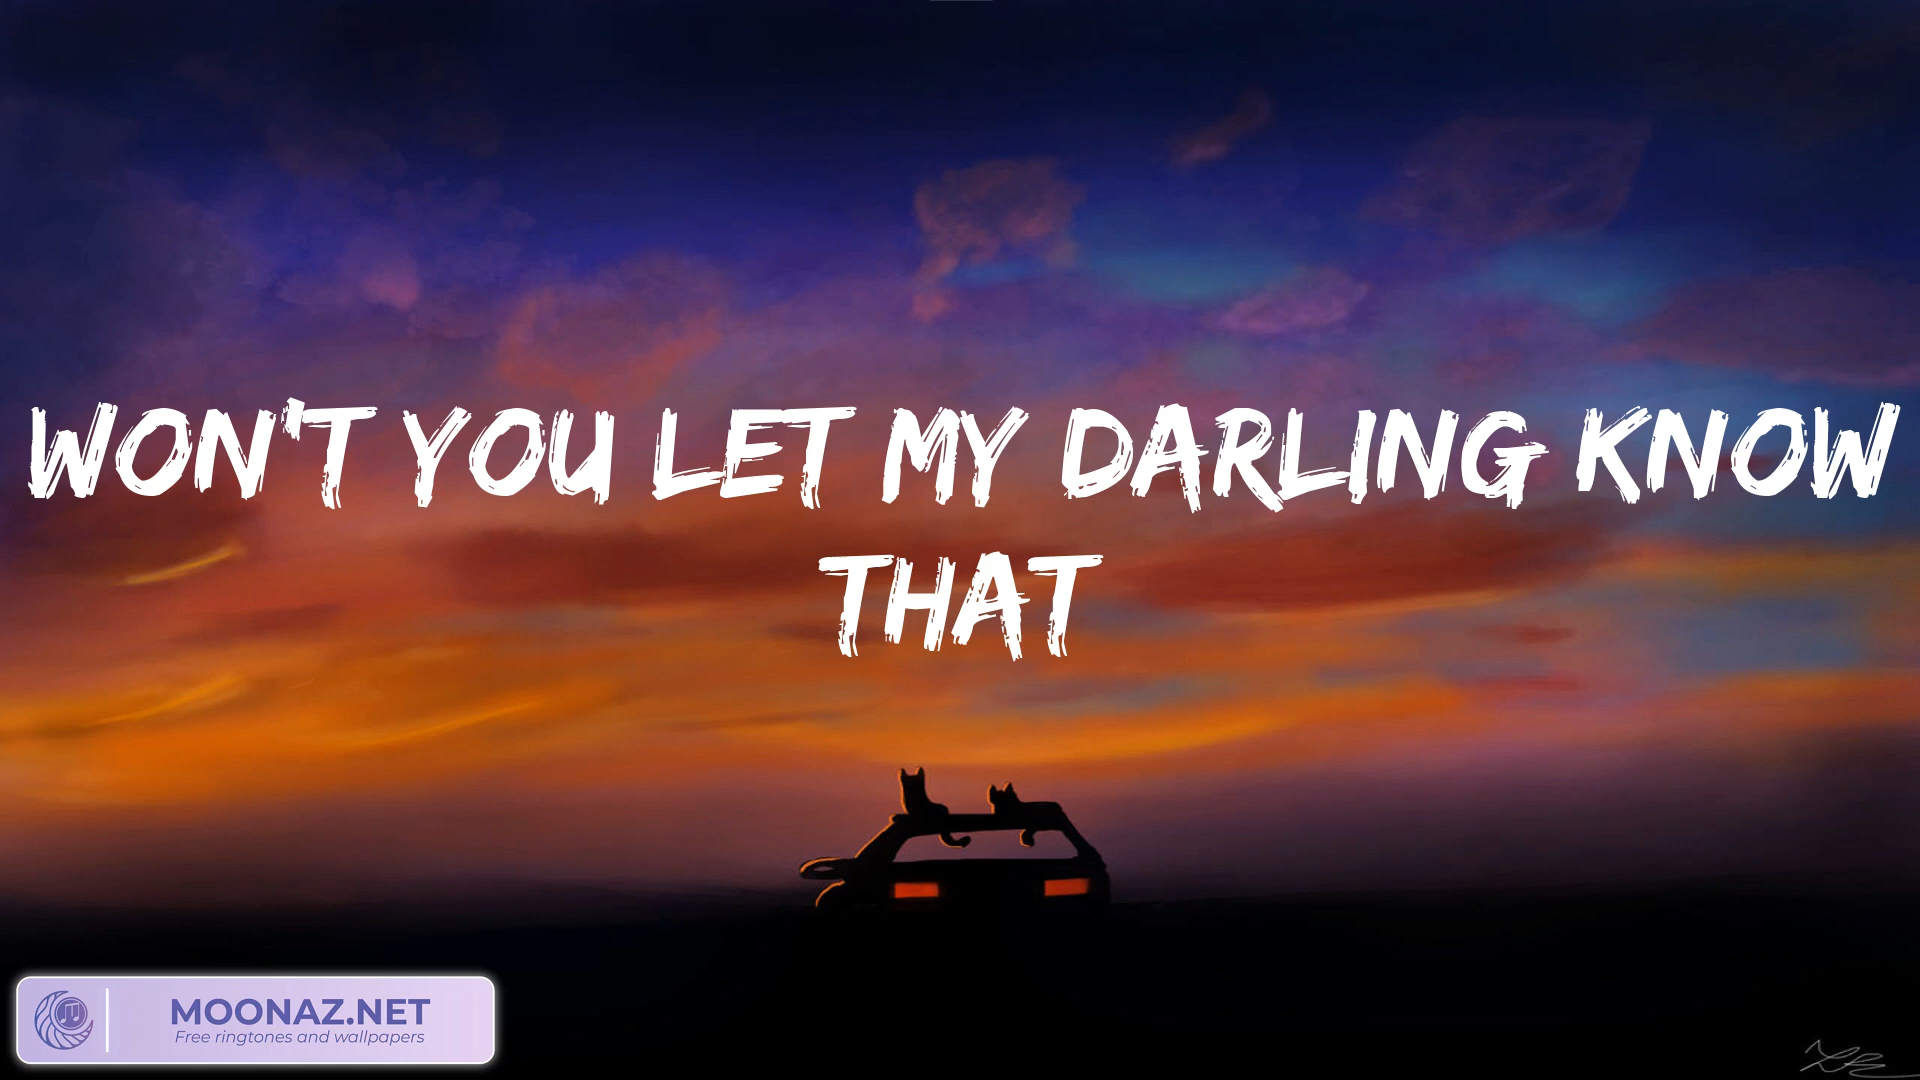 WON'T YOU LET MY DARLING KNOW
THAT
MOONAZ.NET
Free ringtones and wallpapers